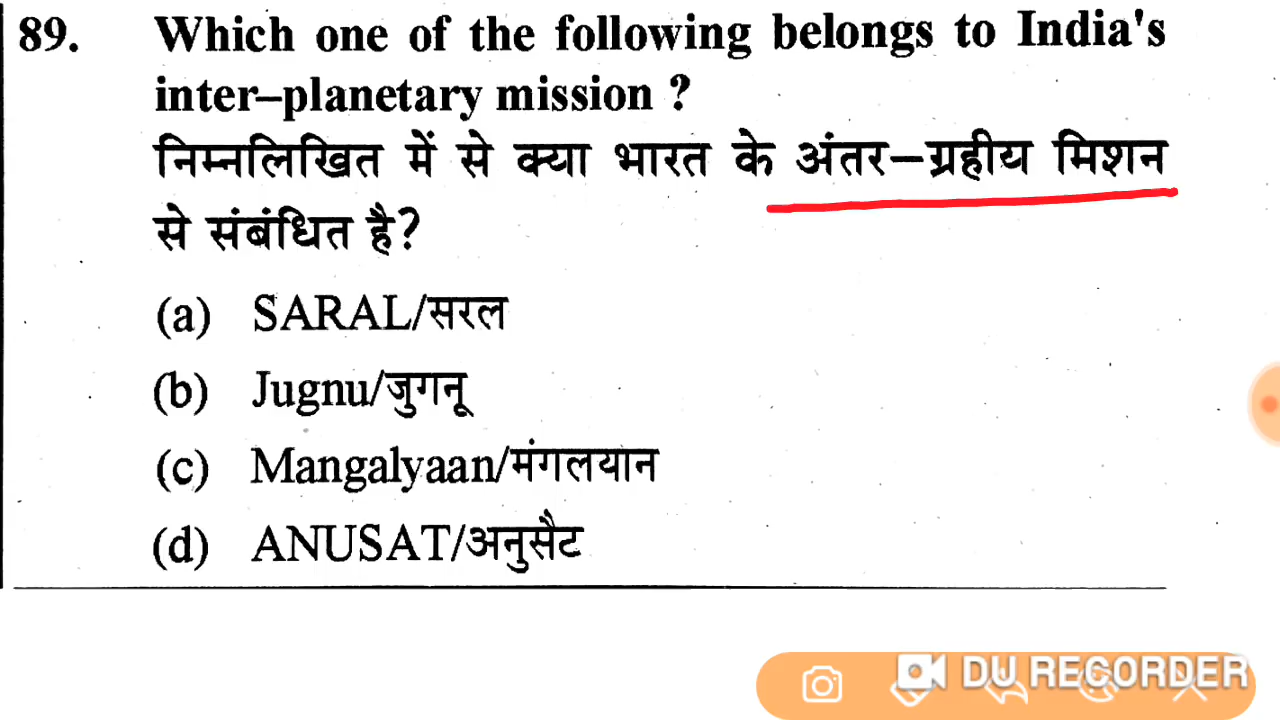 89. Which one of the following belongs to India's
inter–planetary mission ?
निम्नलिखित में से क्या भारत के अंतर–ग्रहीय मिशन
से संबंधित है?
(a) SARAL/सरल
(b) Jugnu/जुगनू
(c) Mangalyaan/मंगलयान
(d) ANUSAT/अनुसैट
DU RECORDER